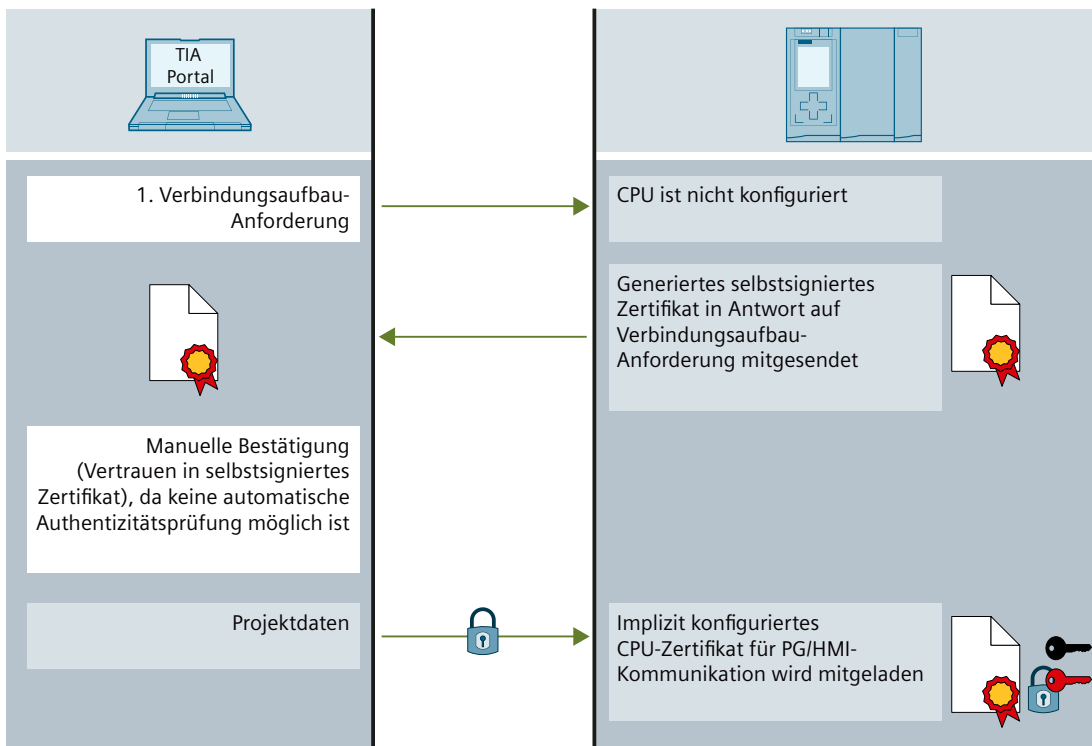 TIA
Portal
1. Verbindungsaufbau-
Anforderung
CPU ist nicht konfiguriert
Generiertes selbstsigniertes
Zertifikat in Antwort auf
Verbindungsaufbau-
Anforderung mitgesendet
Manuelle Bestätigung
(Vertrauen in selbstsigniertes
Zertifikat), da keine automatische
Authentizitätsprüfung möglich ist
Projektdaten
Implizit konfiguriertes
CPU-Zertifikat für PG/HMI-
Kommunikation wird mitgeladen